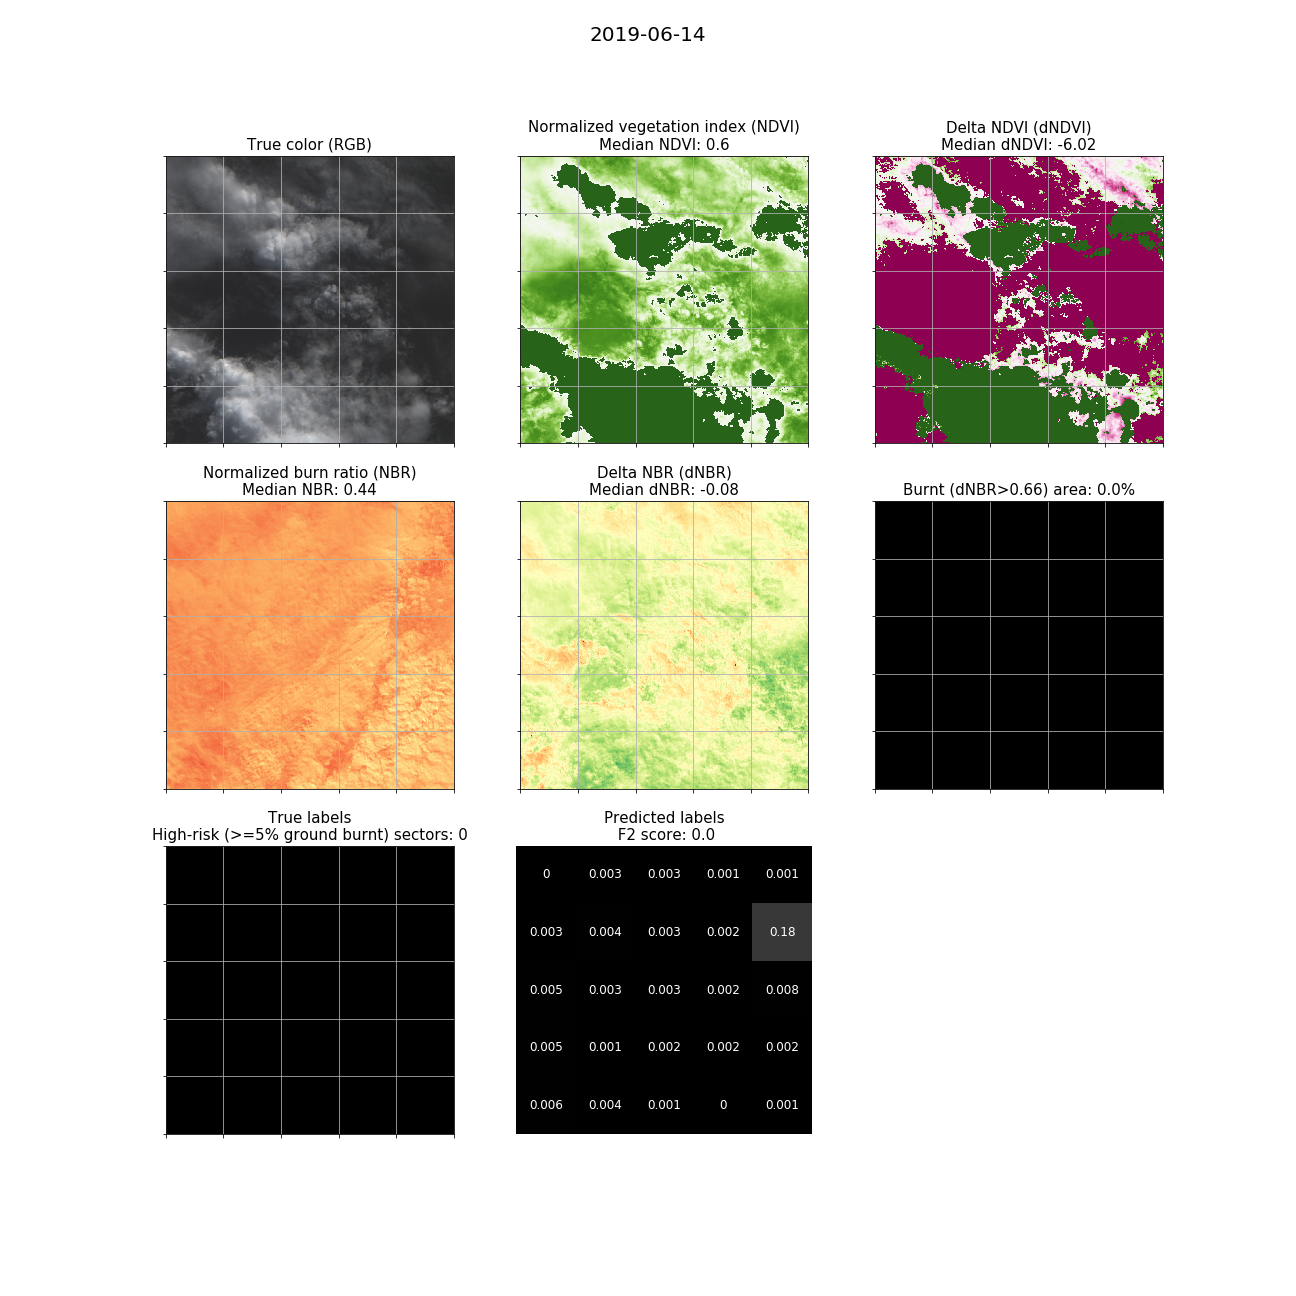 2019-06-14
True color (RGB)
Normalized vegetation index (NDVI)
Median NDVI: 0.6
Delta NDVI (dNDVI)
Median dNDVI: -6.02
Normalized burn ratio (NBR)
Median NBR: 0.44
Delta NBR (dNBR)
Median dNBR: -0.08
Burnt (dNBR>0.66) area: 0.0%
True labels
High-risk (>=5% ground burnt) sectors: 0
Predicted labels
F2 score: 0.0
0 0.003 0.003 0.001 0.001
0.003 0.004 0.003 0.002 0.18
0.005 0.003 0.003 0.002 0.008
0.005 0.001 0.002 0.002 0.002
0.006 0.004 0.001 0 0.001